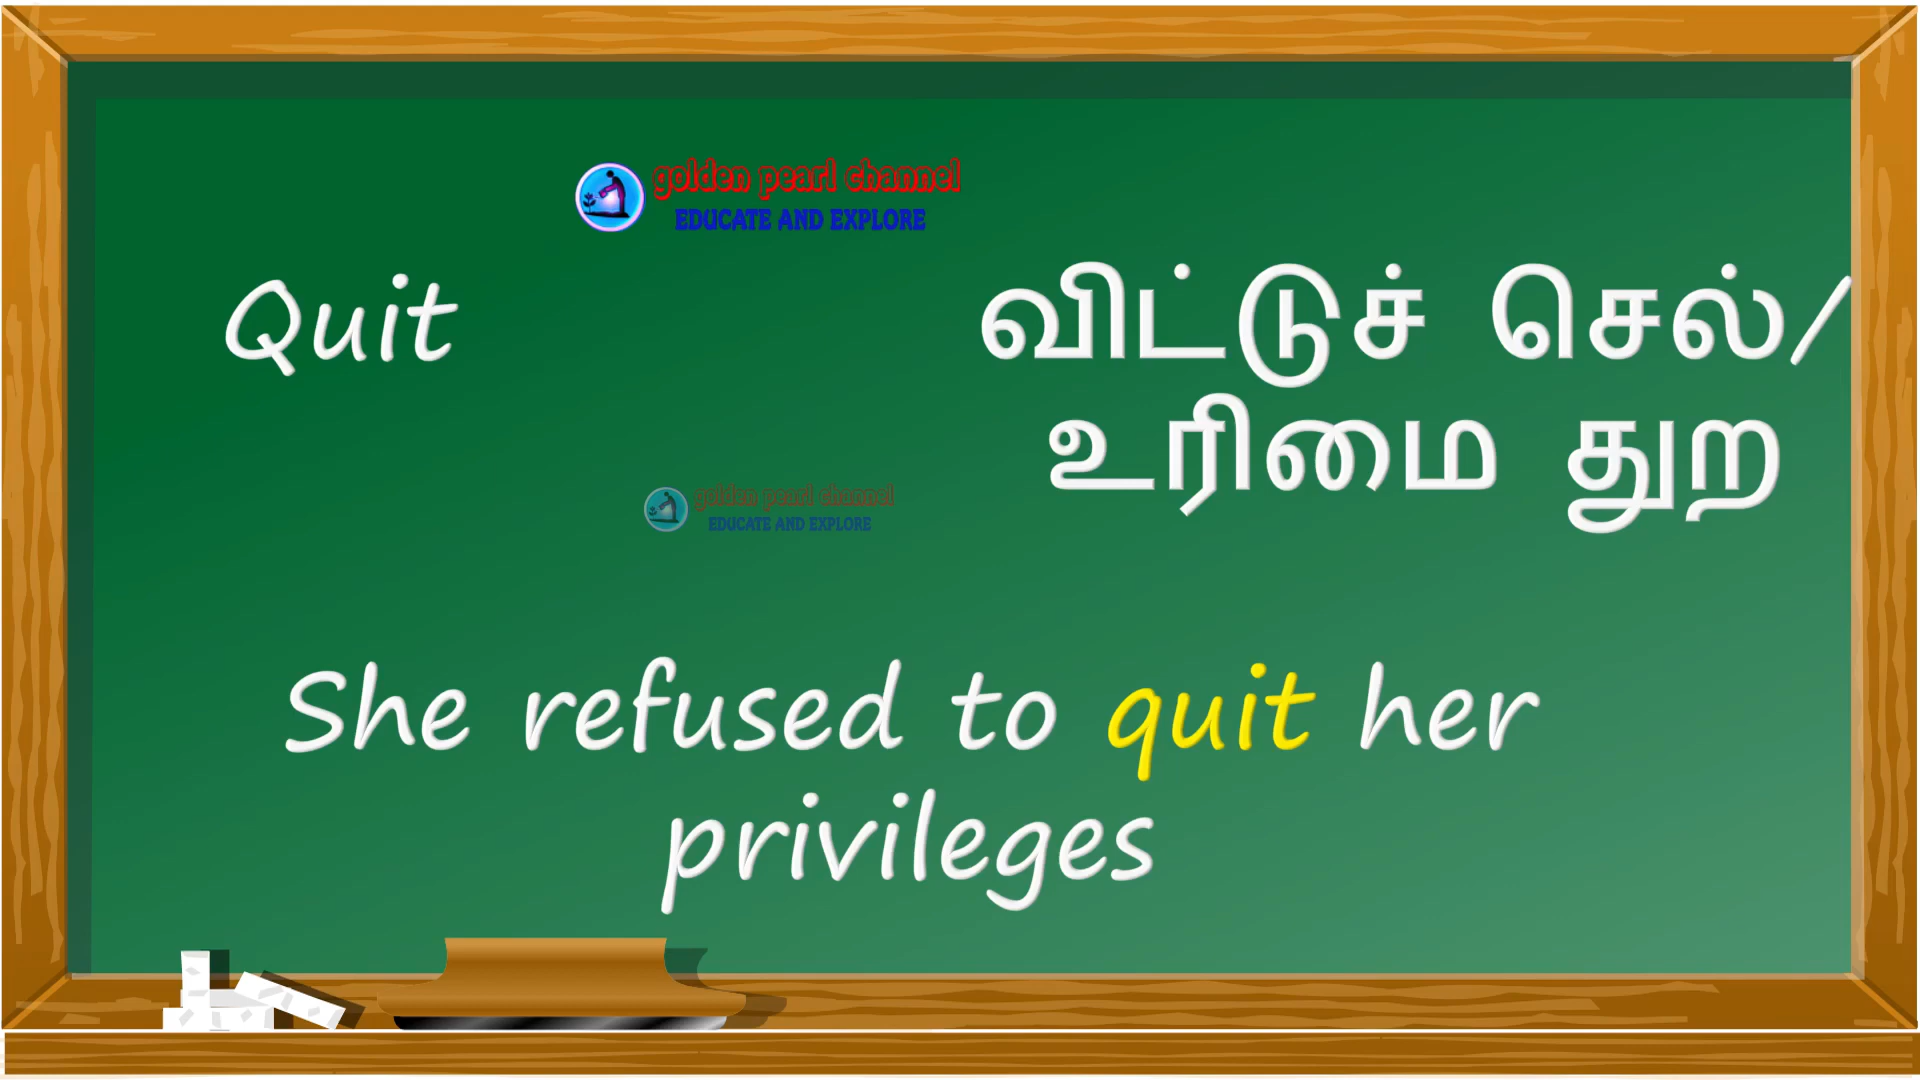 golden pearl channel
EDUCATE AND EXPLORE
Quit
விட்டுச் செல்/
உரிமை துற
golden pearl channel
EDUCATE AND EXPLORE
She refused to quit her
privileges